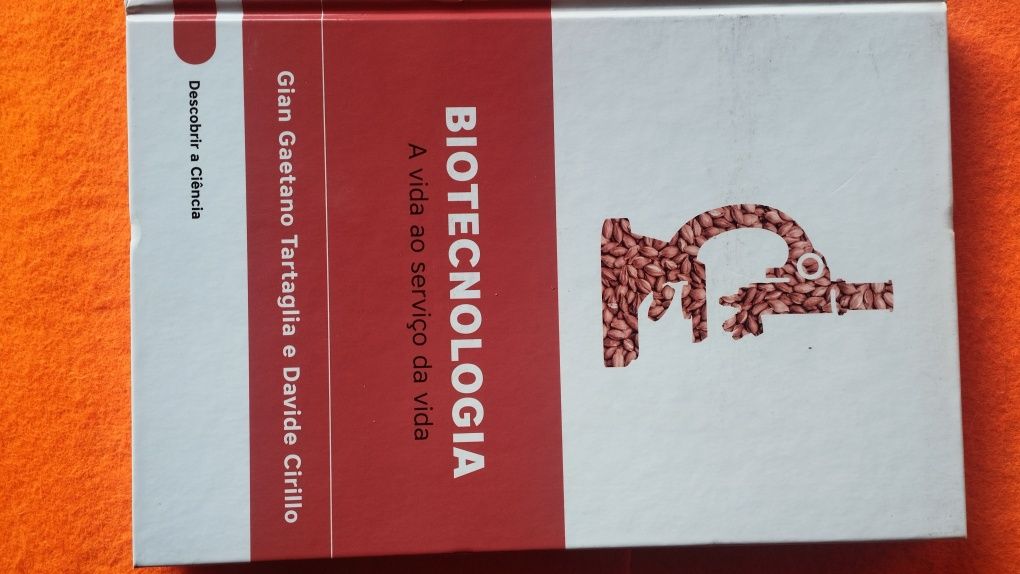 BIOTECNOLOGIA
A vida ao serviço da vida
Gian Gaetano Tartaglia e Davide Cirillo
Descobrir a Ciência